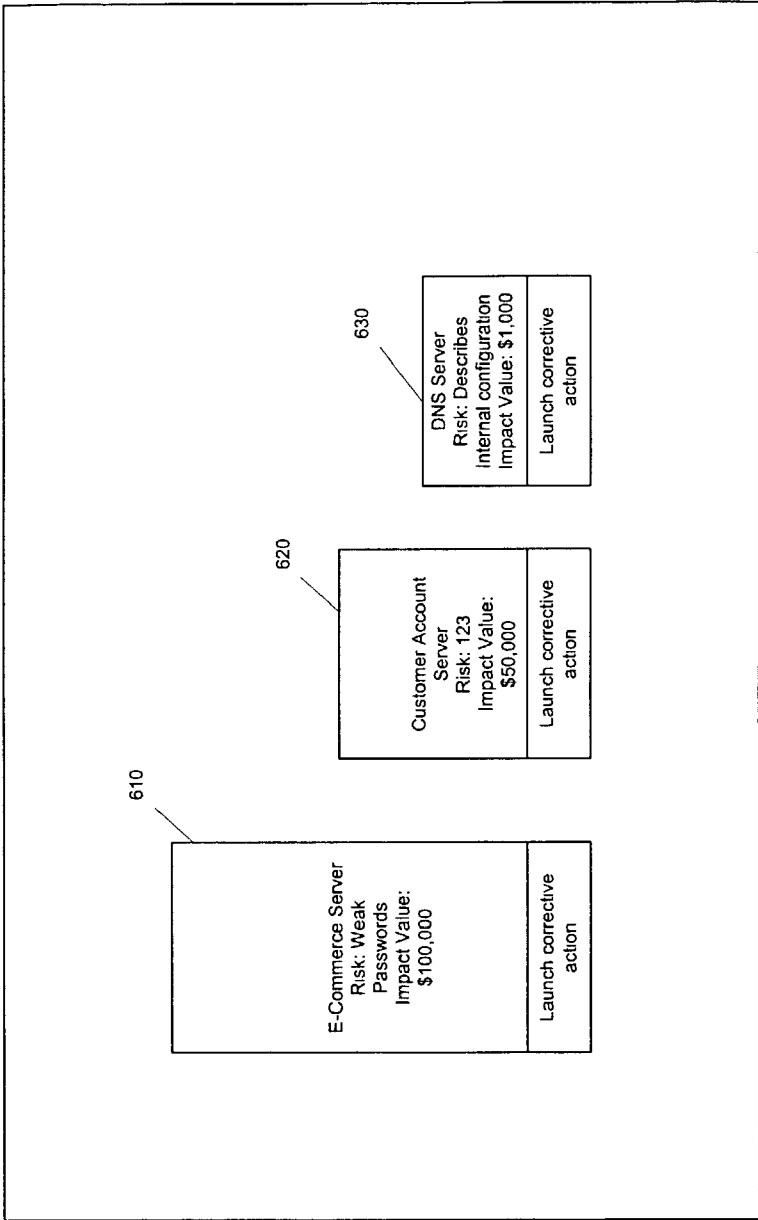 610
E-Commerce Server
Risk: Weak
Passwords
Impact Value:
$100,000
Launch corrective
action
620
Customer Account
Server
Risk: 123
Impact Value:
$50,000
Launch corrective
action
630
DNS Server
Risk: Describes
Internal configuration
Impact Value: $1,000
Launch corrective
action